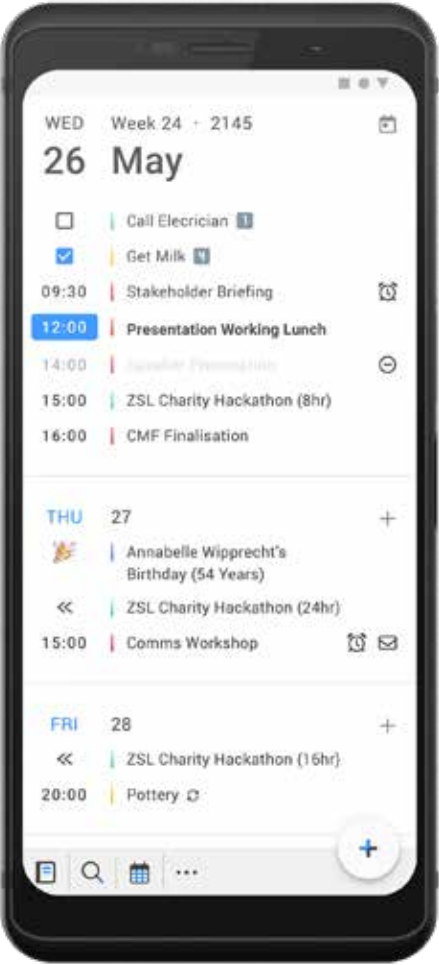 WED Week 24 · 2145
26 May
Call Elecrician 1
Get Milk 4
09:30 Stakeholder Briefing
12:00 Presentation Working Lunch
14:00 Presentation
15:00 ZSL Charity Hackathon (8hr)
16:00 CMF Finalisation
THU 27
Annabelle Wipprecht's
Birthday (54 Years)
ZSL Charity Hackathon (24hr)
15:00 Comms Workshop
FRI 28
ZSL Charity Hackathon (16hr)
20:00 Pottery